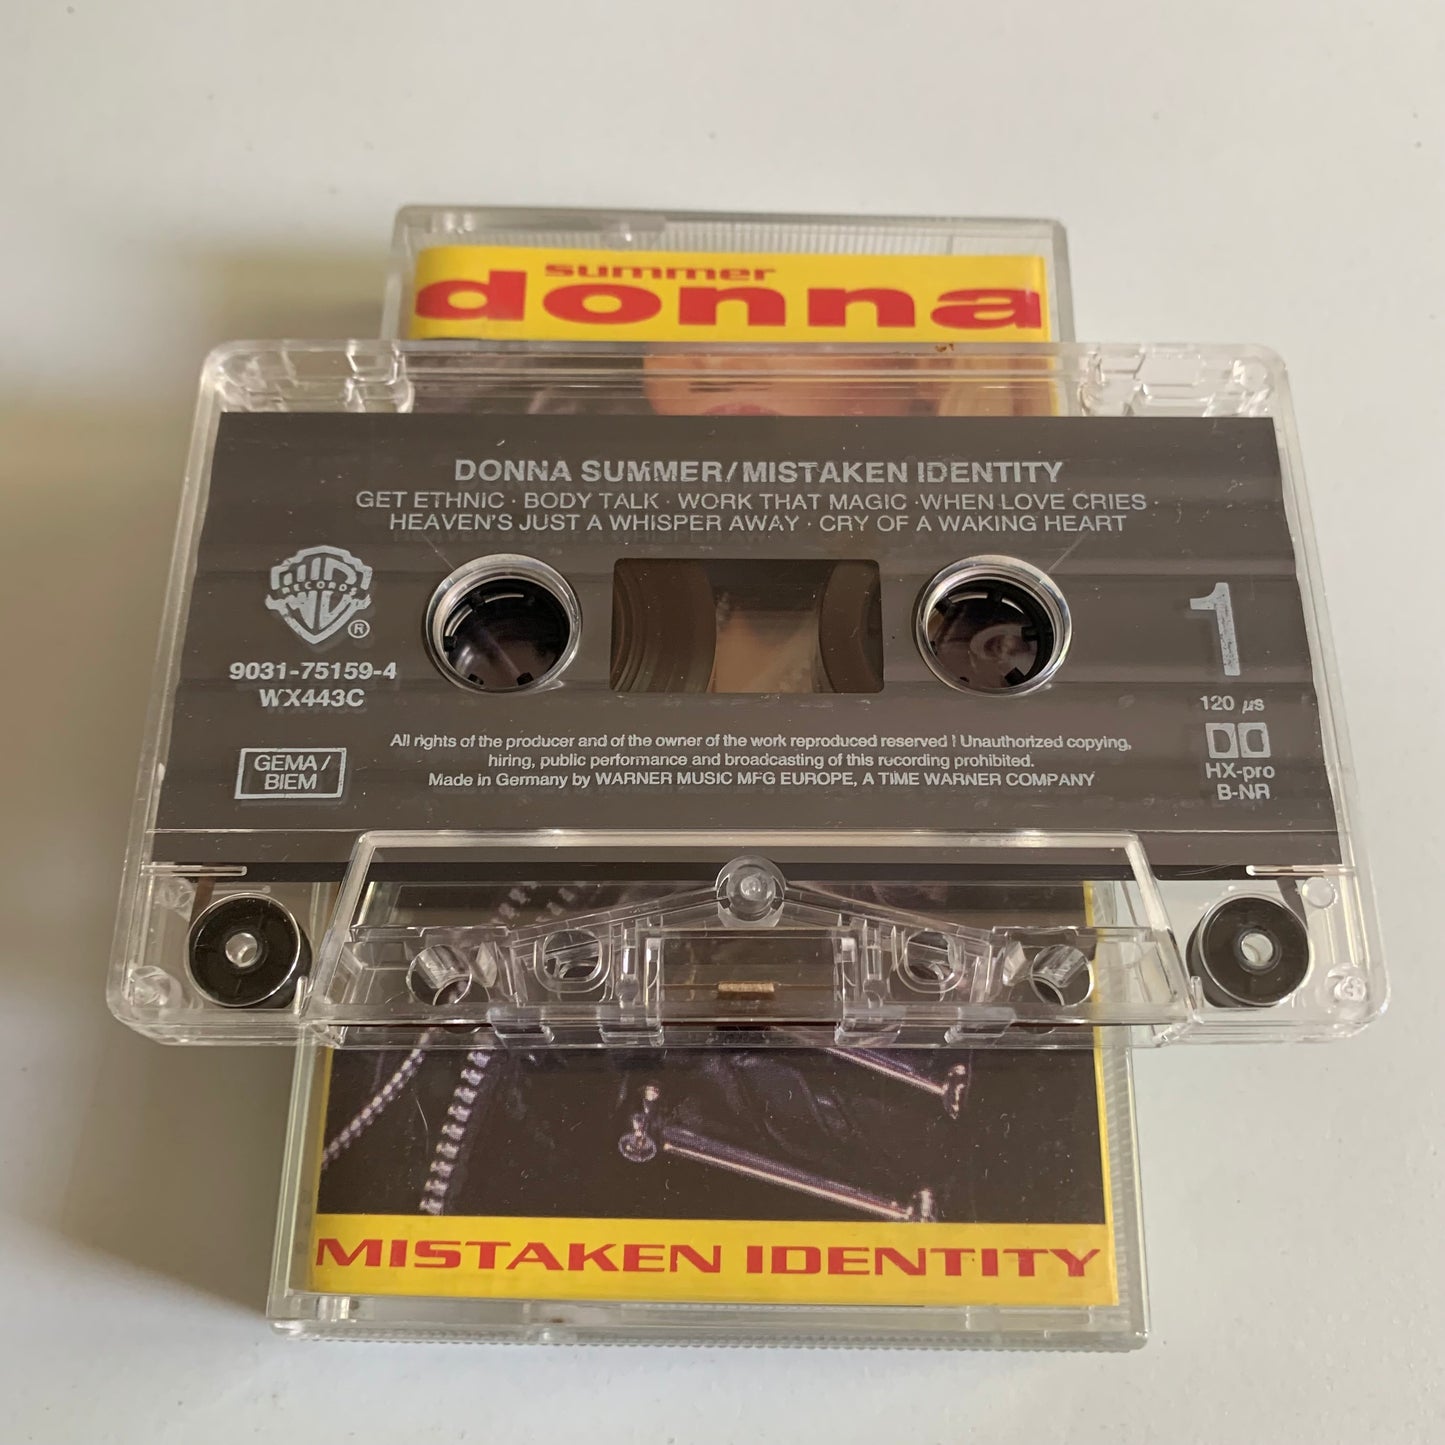 summer
donna
DONNA SUMMER/MISTAKEN IDENTITY
GET ETHNIC · BODY TALK · WORK THAT MAGIC · WHEN LOVE CRIES ·
HEAVEN'S JUST A WHISPER AWAY · CRY OF A WAKING HEART
RECORDS
®
9031-75159-4
WX443C
GEMA/
BIEM
1
120 µs
HX-pro
B-NR
All rights of the producer and of the owner of the work reproduced reserved ! Unauthorized copying,
hiring, public performance and broadcasting of this recording prohibited.
Made in Germany by WARNER MUSIC MFG EUROPE, A TIME WARNER COMPANY
MISTAKEN IDENTITY